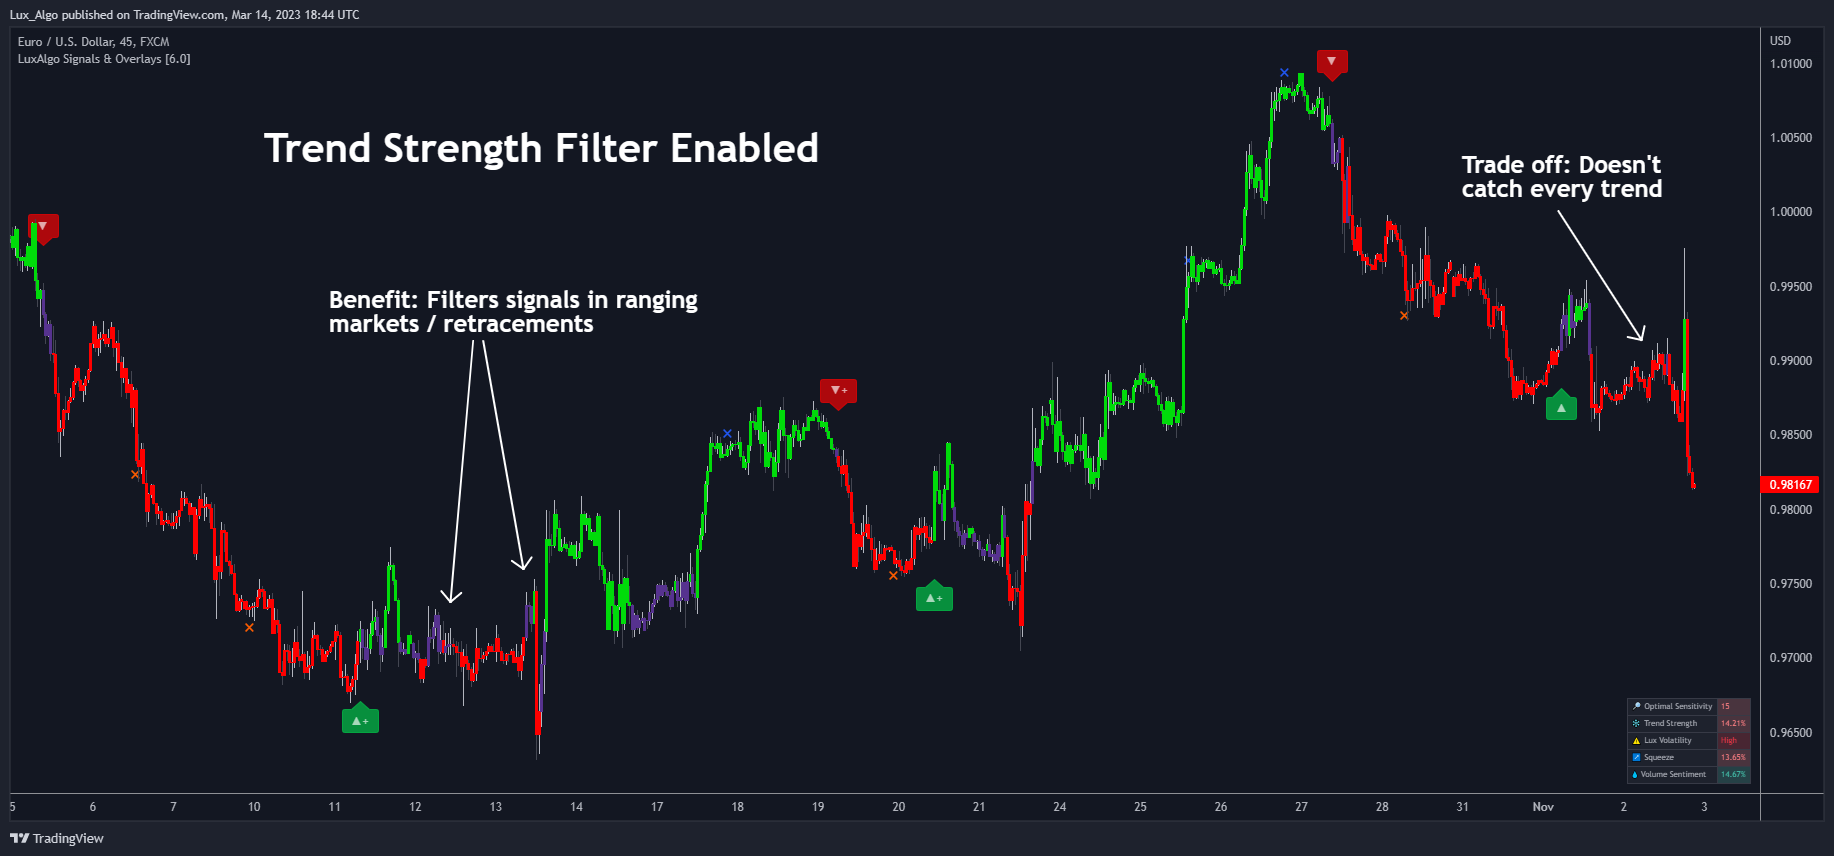 Lux_Algo published on TradingView.com, Mar 14, 2023 18:44 UTC
Euro / U.S. Dollar, 45, FXCM
LuxAlgo Signals & Overlays [6.0]
USD
1.01000
Trend Strength Filter Enabled
1.00500
Trade off: Doesn't
catch every trend
1.00000
Benefit: Filters signals in ranging
markets / retracements
0.99500
0.99000
0.98500
0.98167
0.98000
0.97500
0.97000
0.96500
Optimal Sensitivity 15
Trend Strength 14.21%
Lux Volatility High
Squeeze 13.65%
Volume Sentiment 14.67%
5 6 7 10 11 12 13 14 17 18 19 20 21 24 25 26 27 28 31 Nov 2 3
TradingView